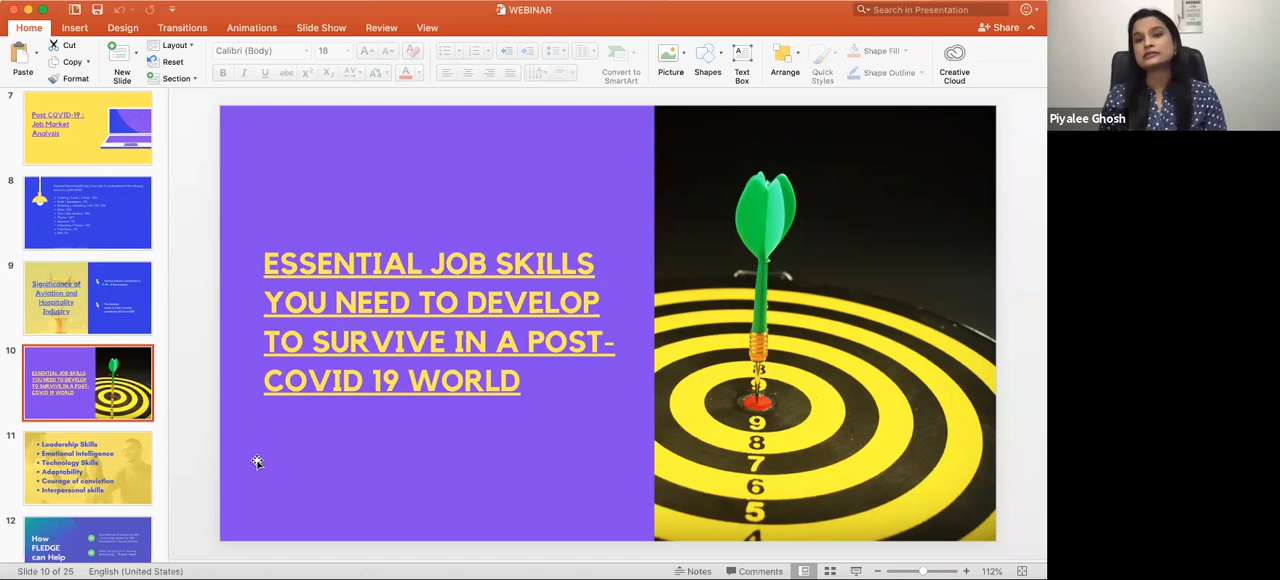 WEBINAR
Search in Presentation
Home Insert Design Transitions Animations Slide Show Review View
Share
Paste
Cut
Copy
Format
New
Slide
Layout
Reset
Section
Calibri (Body)
18
Convert to
SmartArt
Picture
Shapes
Text
Box
Arrange
Quick
Styles
Shape Fill
Shape Outline
Creative
Cloud
Piyalee Ghosh
7
Post COVID-19 :
Job Market
Analysis
8
9
Significance of
Aviation and
Hospitality
Industry
10
ESSENTIAL JOB SKILLS
YOU NEED TO DEVELOP
TO SURVIVE IN A POST-
COVID 19 WORLD
11
• Leadership Skills
• Emotional Intelligence
• Technology Skills
• Adaptability
• Courage of conviction
• Interpersonal skills
12
How
FLEDGE
can Help
ESSENTIAL JOB SKILLS
YOU NEED TO DEVELOP
TO SURVIVE IN A POST-
COVID 19 WORLD
9
8
7
6
5
4
Slide 10 of 25
English (United States)
Notes
Comments
112%